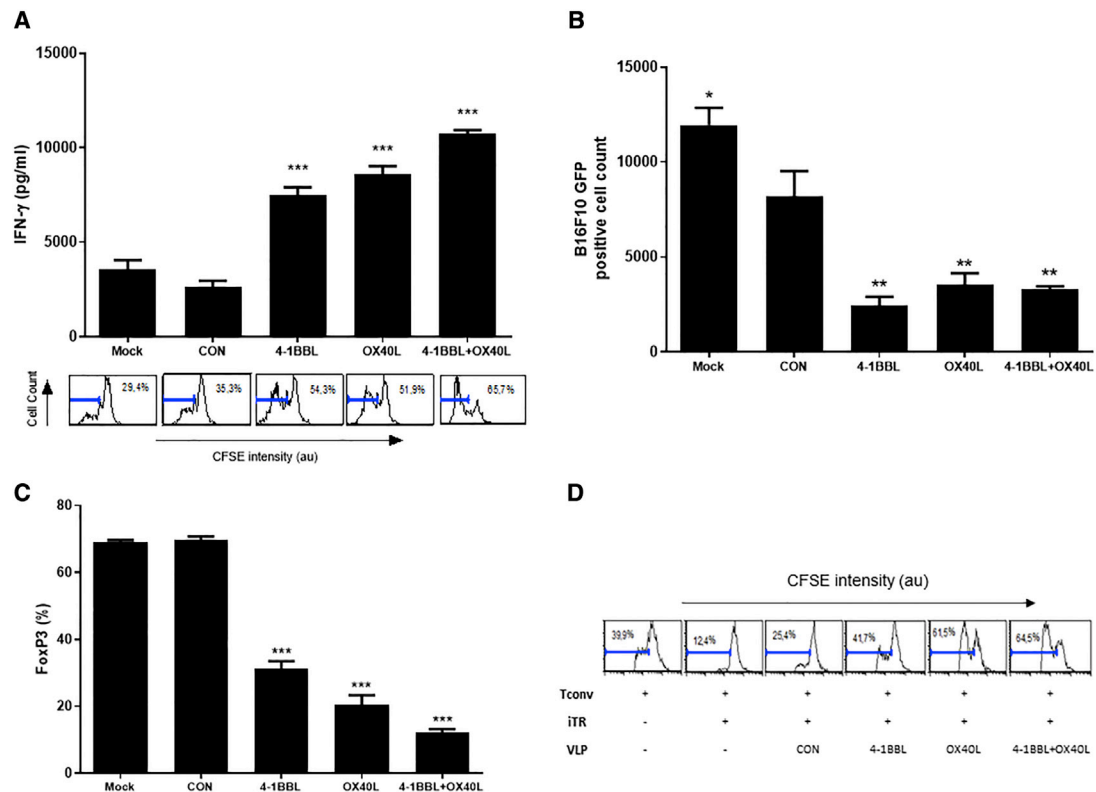 A
15000
10000
5000
0
IFN-γ (pg/ml)
***
***
***
Mock CON 4-1BBL OX40L 4-1BBL+OX40L
Cell Count
29,4% 35,3% 54,3% 51,9% 65,7%
CFSE intensity (au)
B
15000
10000
5000
0
B16F10 GFP
positive cell count
*
**
**
**
Mock CON 4-1BBL OX40L 4-1BBL+OX40L
C
80
60
40
20
0
FoxP3 (%)
***
***
***
Mock CON 4-1BBL OX40L 4-1BBL+OX40L
D
CFSE intensity (au)
39,9% 12,4% 25,4% 41,7% 61,5% 64,5%
Tconv + + + + + +
iTR - + + + + +
VLP - - CON 4-1BBL OX40L 4-1BBL+OX40L